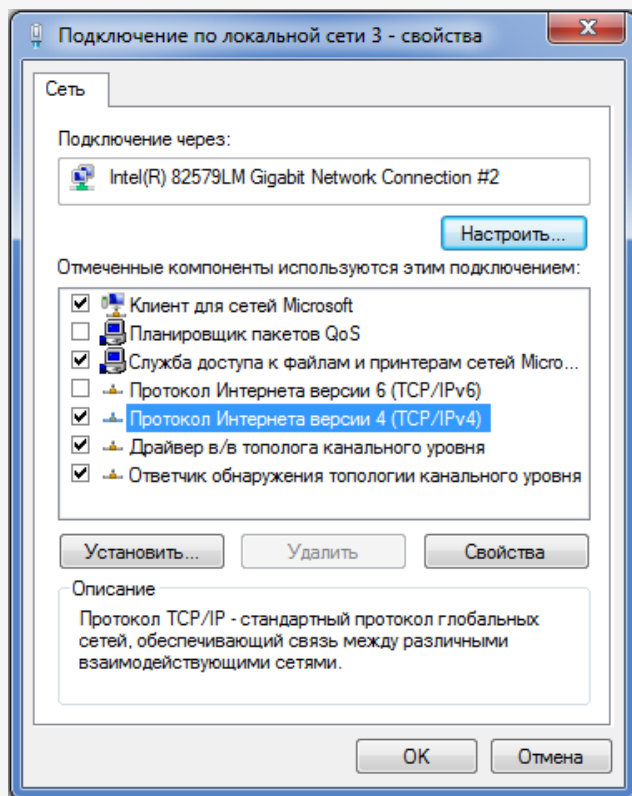 Подключение по локальной сети 3 - свойства
Сеть
Подключение через:
Intel(R) 82579LM Gigabit Network Connection #2
Настроить...
Отмеченные компоненты используются этим подключением:
Клиент для сетей Microsoft
Планировщик пакетов QoS
Служба доступа к файлам и принтерам сетей Micro...
Протокол Интернета версии 6 (TCP/IPv6)
Протокол Интернета версии 4 (TCP/IPv4)
Драйвер в/в тополога канального уровня
Ответчик обнаружения топологии канального уровня
Установить... Удалить Свойства
Описание
Протокол TCP/IP - стандартный протокол глобальных
сетей, обеспечивающий связь между различными
взаимодействующими сетями.
OK Отмена